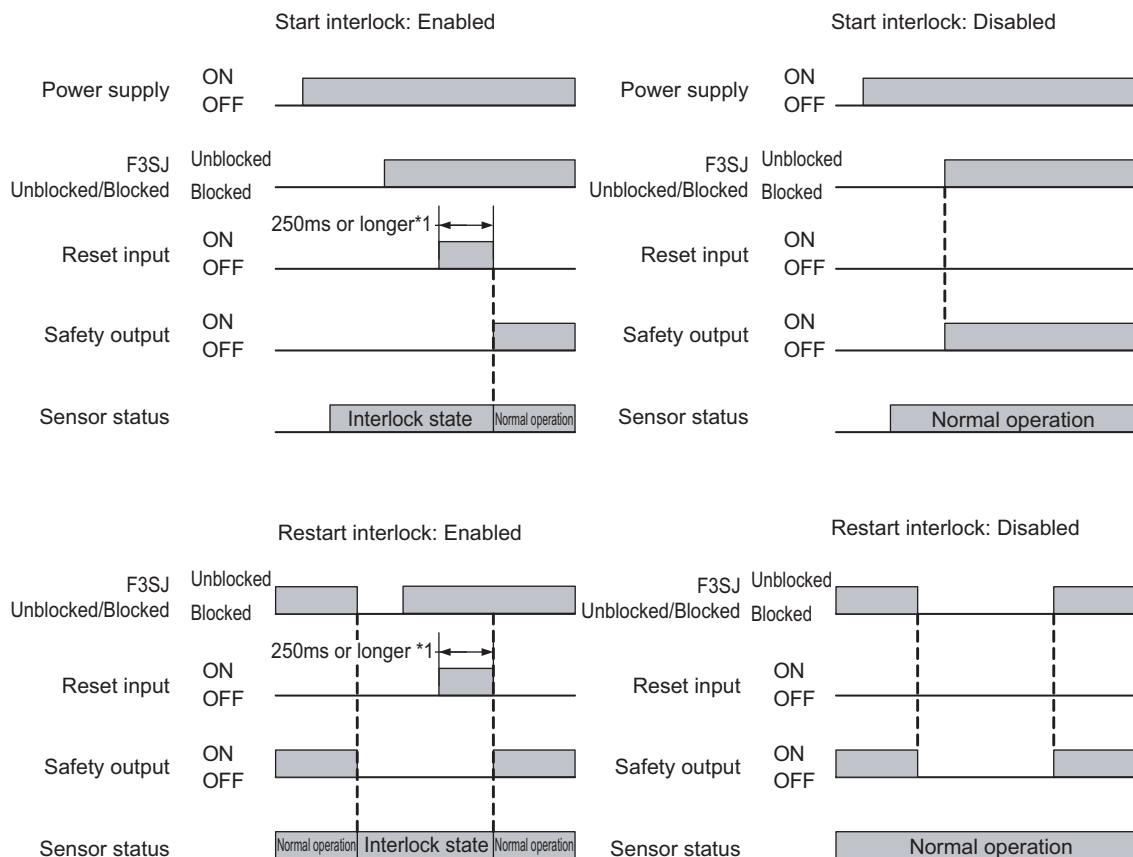 Start interlock: Enabled
Power supply
ON
OFF
F3SJ
Unblocked/Blocked
Unblocked
Blocked
250ms or longer*1
Reset input
ON
OFF
Safety output
ON
OFF
Sensor status
Interlock state
Normal operation
Start interlock: Disabled
Power supply
ON
OFF
F3SJ
Unblocked/Blocked
Unblocked
Blocked
Reset input
ON
OFF
Safety output
ON
OFF
Sensor status
Normal operation
Restart interlock: Enabled
F3SJ
Unblocked/Blocked
Unblocked
Blocked
250ms or longer *1
Reset input
ON
OFF
Safety output
ON
OFF
Sensor status
Normal operation
Interlock state
Normal operation
Restart interlock: Disabled
F3SJ
Unblocked/Blocked
Unblocked
Blocked
Reset input
ON
OFF
Safety output
ON
OFF
Sensor status
Normal operation